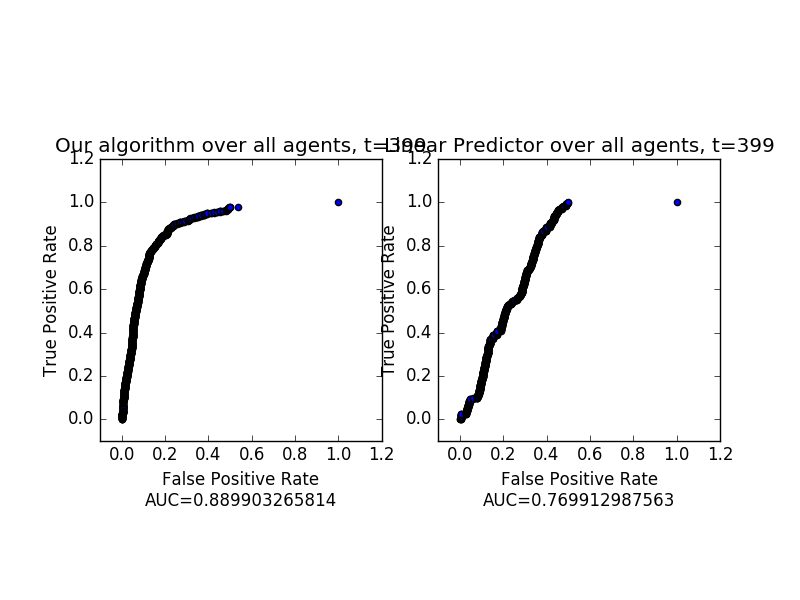 Our algorithm over all agents, t=399
Linear Predictor over all agents, t=399
True Positive Rate
1.2
1.0
0.8
0.6
0.4
0.2
0.0
0.0 0.2 0.4 0.6 0.8 1.0 1.2
False Positive Rate
AUC=0.889903265814
True Positive Rate
1.2
1.0
0.8
0.6
0.4
0.2
0.0
0.0 0.2 0.4 0.6 0.8 1.0 1.2
False Positive Rate
AUC=0.769912987563